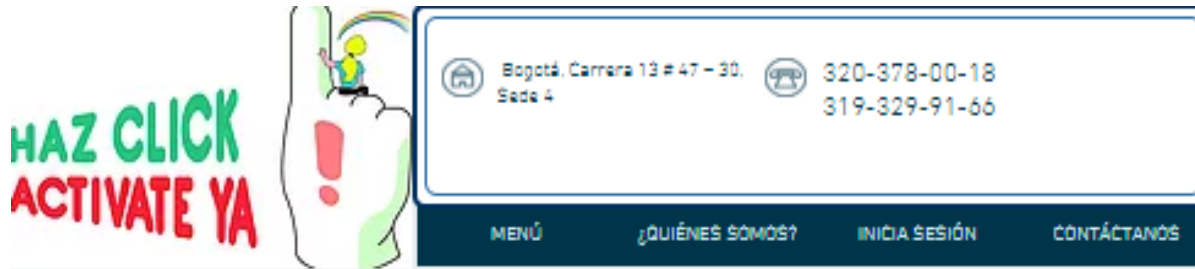 HAZ CLICK
ACTIVATE YA
!
Bogotá, Carrera 13 # 47 – 30,
Sede 4
320-378-00-18
319-329-91-66
MENÚ ¿QUIÉNES SOMOS? INICIA SESIÓN CONTÁCTANOS